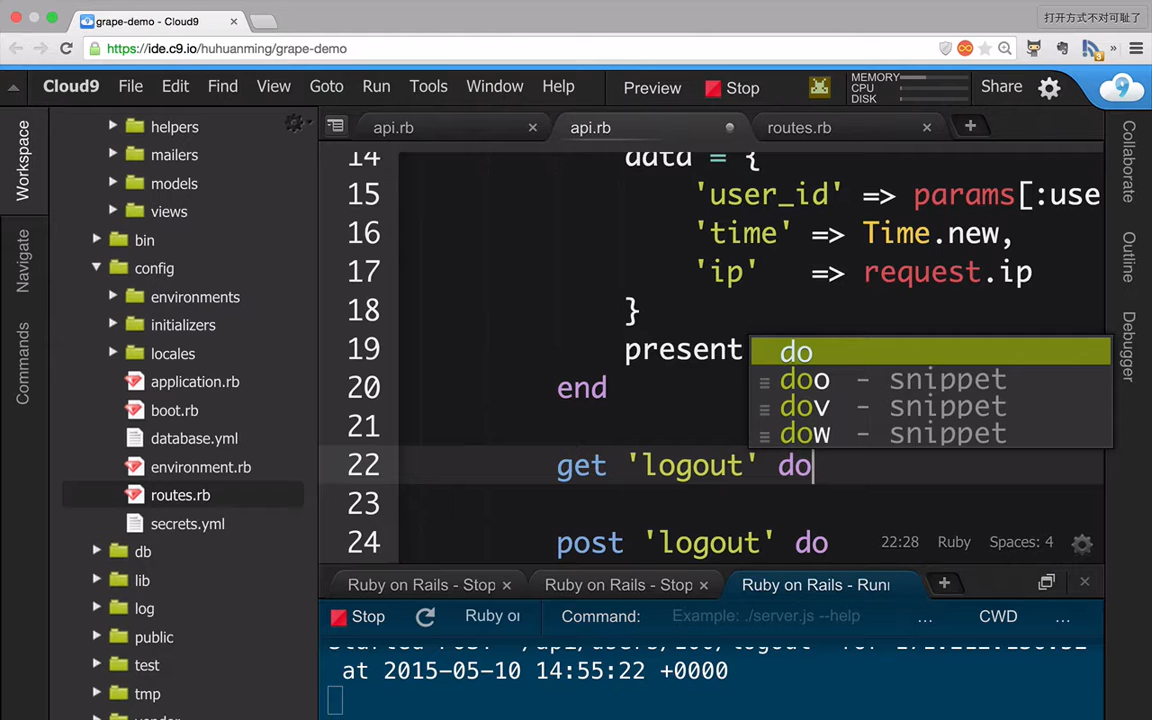 grape-demo - Cloud9
打开方式不对可耻了
https://ide.c9.io/huhuanming/grape-demo
Cloud9 File Edit Find View Goto Run Tools Window Help Preview Stop MEMORY CPU DISK Share
Workspace
Navigate
Commands
helpers
mailers
models
views
bin
config
environments
initializers
locales
application.rb
boot.rb
database.yml
environment.rb
routes.rb
secrets.yml
db
lib
log
public
test
tmp
api.rb api.rb routes.rb
14 data = {
15 'user_id' => params[:use
16 'time' => Time.new,
17 'ip' => request.ip
18 }
19 present
20 end
21
22 get 'logout' do
23
24 post 'logout' do
do
doo - snippet
dov - snippet
dow - snippet
22:28 Ruby Spaces: 4
Collaborate
Outline
Debugger
Ruby on Rails - Stop Ruby on Rails - Stop Ruby on Rails - Runn
Stop Ruby or Command: Example: ./server.js --help ... CWD ...
at 2015-05-10 14:55:22 +0000